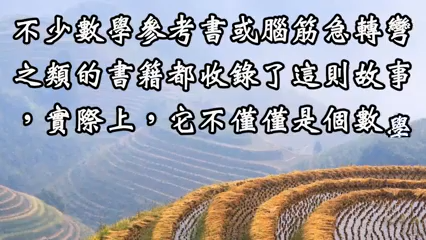 不少數學參考書或腦筋急轉彎
之類的書籍都收錄了這則故事
，實際上，它不僅僅是個數學